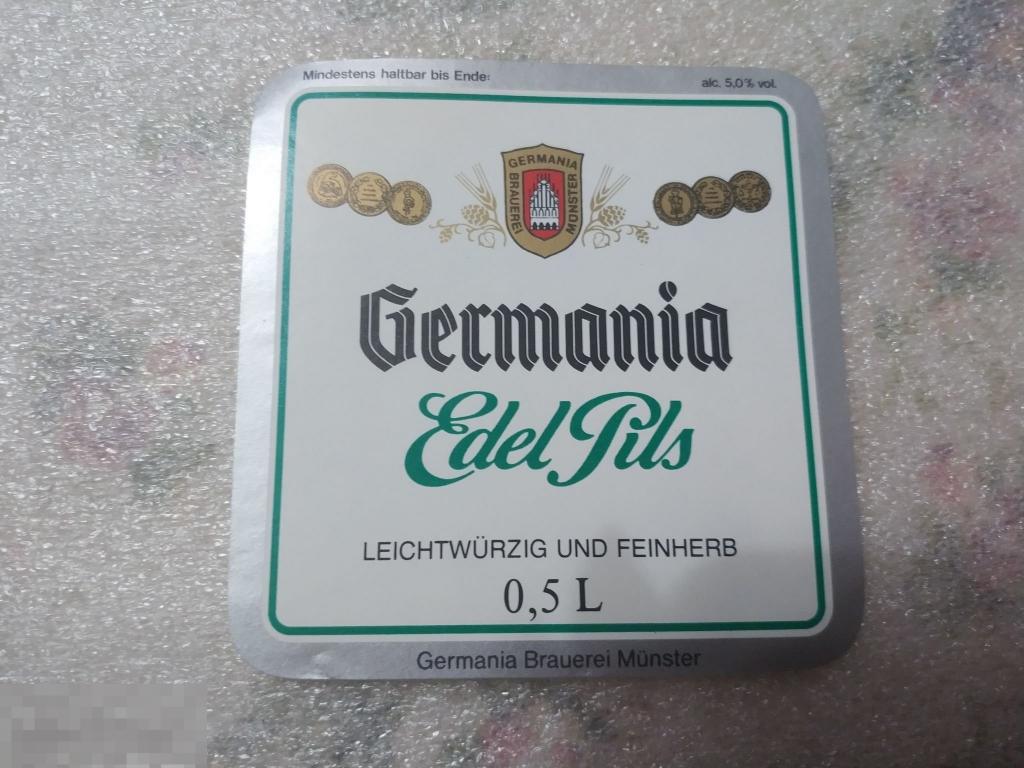 Mindestens haltbar bis Ende:
alc. 5,0% vol.
GERMANIA
BRAUEREI
MÜNSTER
Germania
Edel Pils
LEICHTWÜRZIG UND FEINHERB
0,5 L
Germania Brauerei Münster